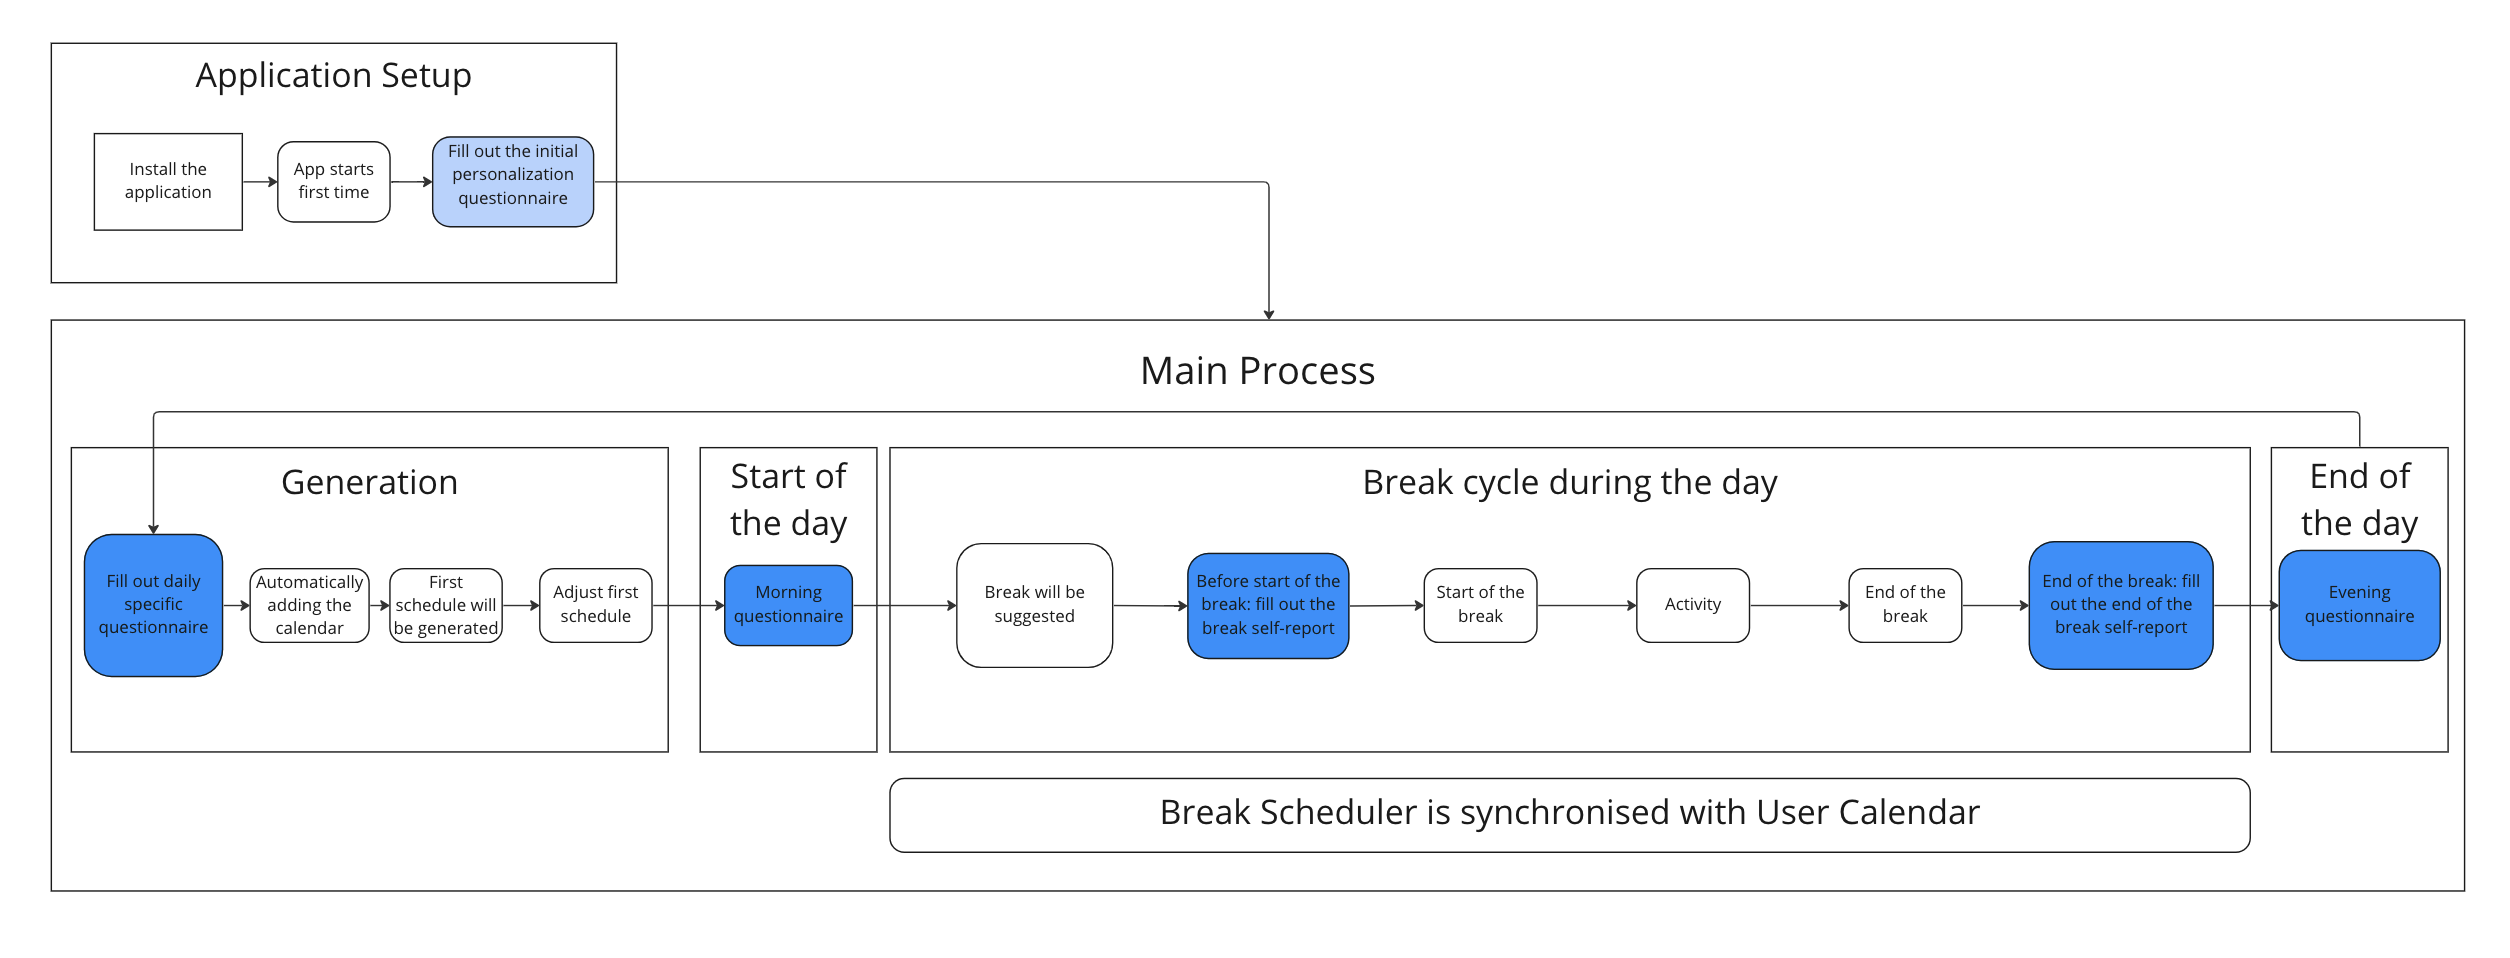 Application Setup
Install the
application
App starts
first time
Fill out the initial
personalization
questionnaire
Main Process
Generation
Fill out daily
specific
questionnaire
Automatically
adding the
calendar
First
schedule will
be generated
Adjust first
schedule
Start of
the day
Morning
questionnaire
Break cycle during the day
Break will be
suggested
Before start of the
break: fill out the
break self-report
Start of the
break
Activity
End of the
break
End of the break: fill
out the end of the
break self-report
End of
the day
Evening
questionnaire
Break Scheduler is synchronised with User Calendar